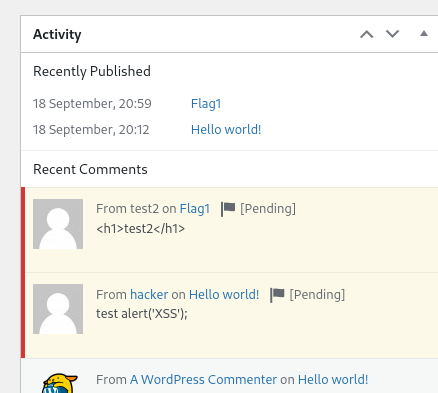 Activity
Recently Published
18 September, 20:59 Flag1
18 September, 20:12 Hello world!
Recent Comments
From test2 on Flag1 [Pending]
<h1>test2</h1>
From hacker on Hello world! [Pending]
test alert('XSS');
From A WordPress Commenter on Hello world!